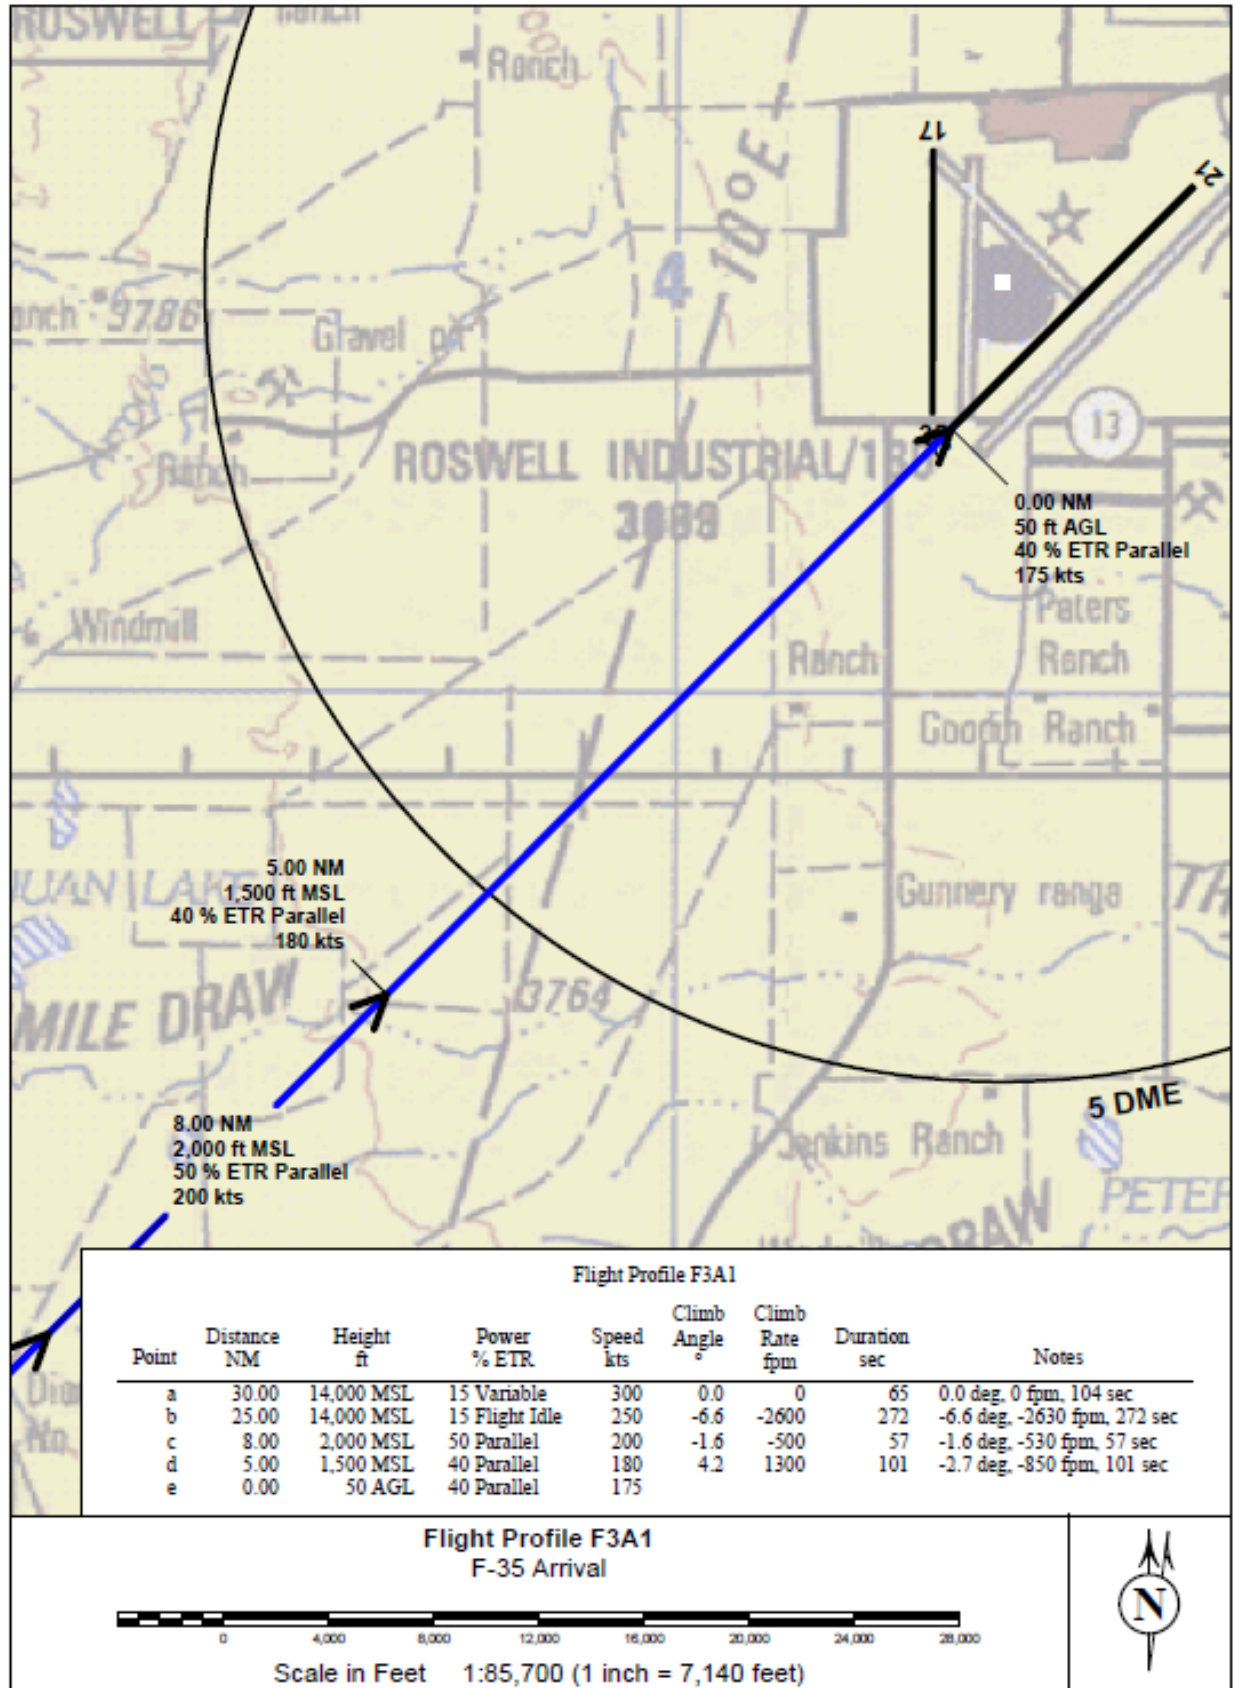 ROSWELL
Ranch
Ranch
17
21
10°E
4
anch 3786
Gravel pit
13
Ranch
ROSWELL INDUSTRIAL/18
0.00 NM
50 ft AGL
40 % ETR Parallel
175 kts
Windmill
Paters
Ranch
Ranch
Goodin Ranch
5.00 NM
1,500 ft MSL
40 % ETR Parallel
180 kts
UAN LAKE
Gunnery range
TH
MILE DRAW
3764
5 DME
8.00 NM
2,000 ft MSL
50 % ETR Parallel
200 kts
Jenkins Ranch
PETER
DRAW
Flight Profile F3A1
Point Distance NM Height ft Power % ETR Speed kts Climb Angle ° Climb Rate fpm Duration sec Notes
a 30.00 14,000 MSL 15 Variable 300 0.0 0 65 0.0 deg, 0 fpm, 104 sec
b 25.00 14,000 MSL 15 Flight Idle 250 -6.6 -2600 272 -6.6 deg, -2630 fpm, 272 sec
c 8.00 2,000 MSL 50 Parallel 200 -1.6 -500 57 -1.6 deg, -530 fpm, 57 sec
d 5.00 1,500 MSL 40 Parallel 180 4.2 1300 101 -2.7 deg, -850 fpm, 101 sec
e 0.00 50 AGL 40 Parallel 175
Flight Profile F3A1
F-35 Arrival
0 4,000 8,000 12,000 16,000 20,000 24,000 28,000
Scale in Feet 1:85,700 (1 inch = 7,140 feet)
N